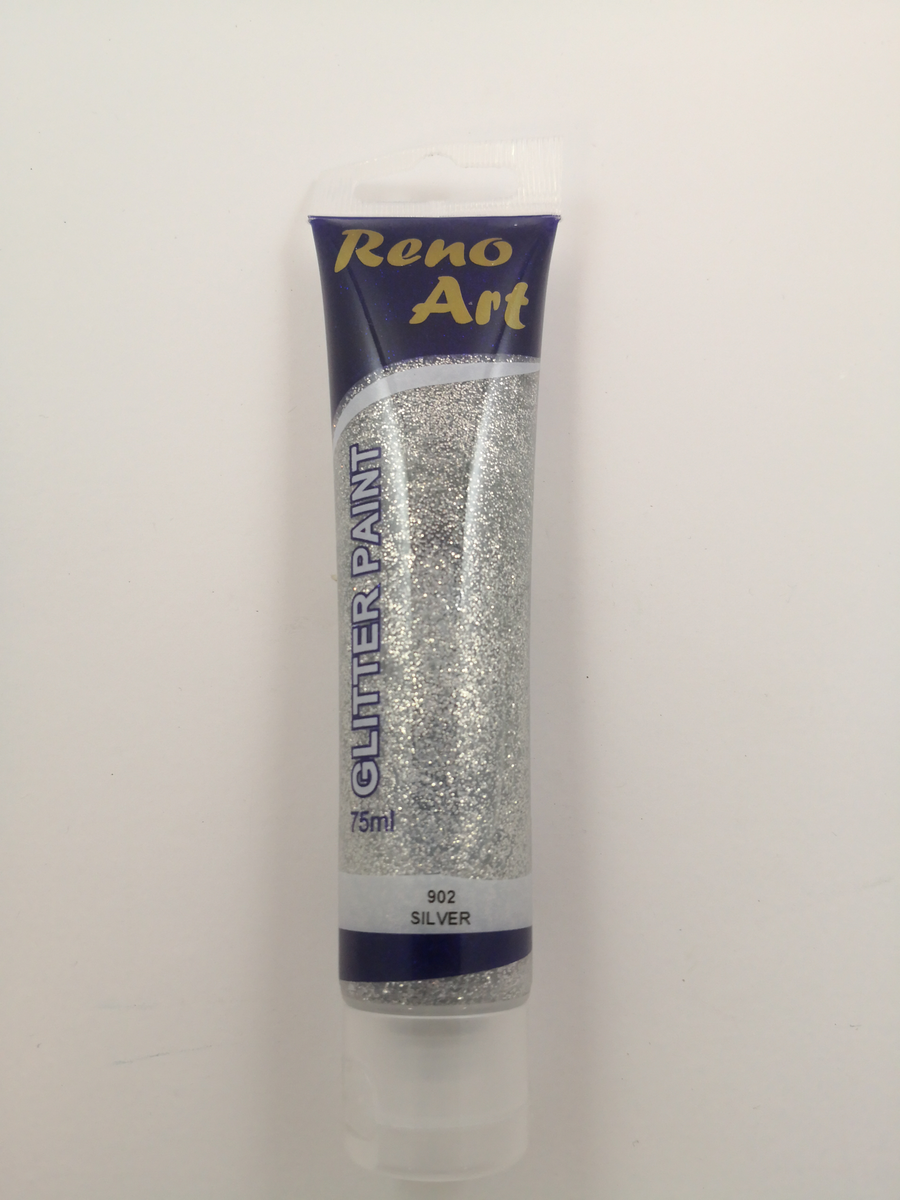 Reno
Art
GLITTER PAINT
75ml
902
SILVER